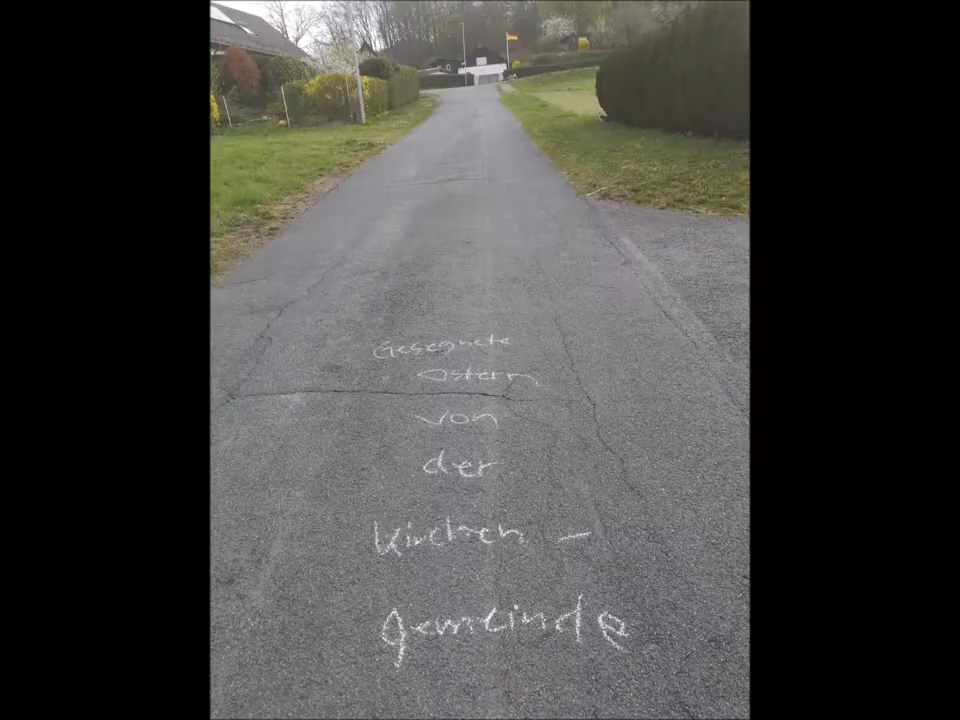 Gesegnete
Ostern
von
der
Kirchen -
gemeinde